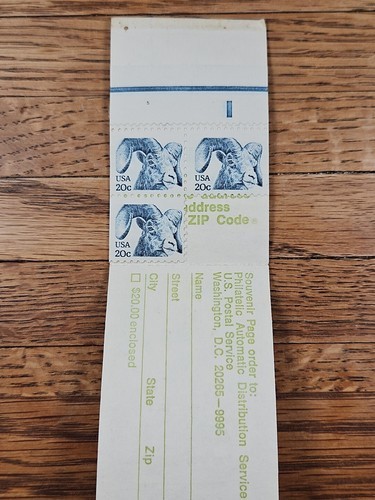 USA
20c
USA
20c
USA
20c
address
ZIP Code®
Souvenir Page order to:
Philatelic Automatic Distribution Service
U.S. Postal Service
Washington, D.C. 20265-9995
Name
Street
City State Zip
$20.00 enclosed